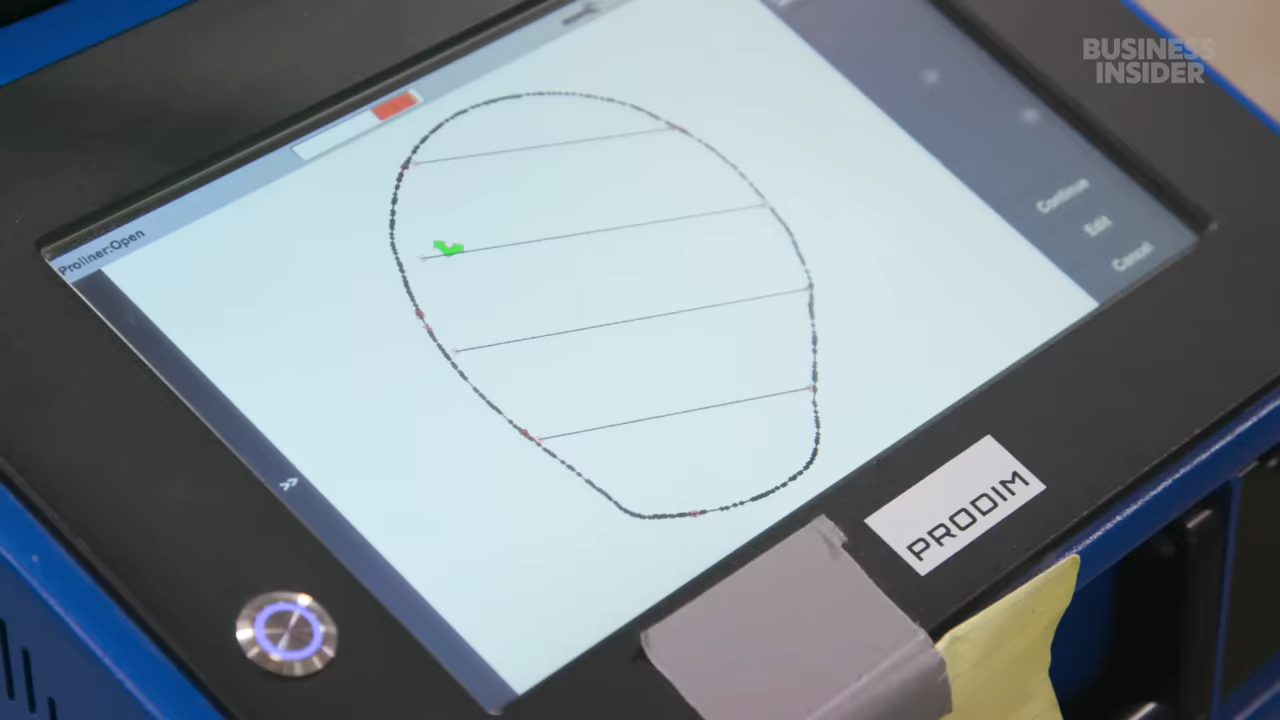 BUSINESS
INSIDER
Proliner:Open
Continue
Edit
Cancel
»
PRODIM